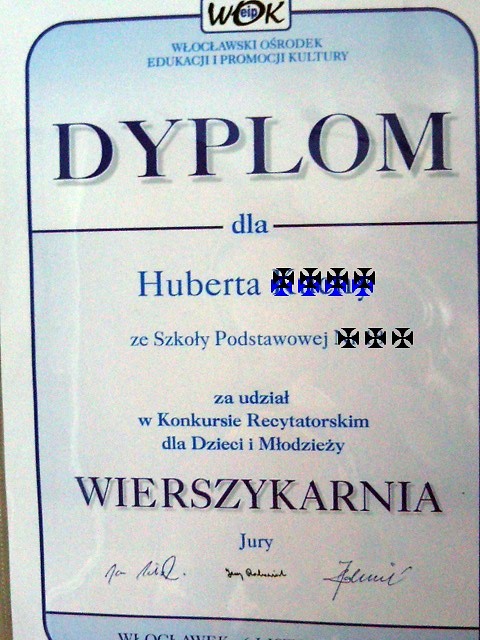 WOK
eip
WŁOCŁAWSKI OŚRODEK
EDUKACJI I PROMOCJI KULTURY
DYPLOM
dla
Huberta
ze Szkoły Podstawowej
za udział
w Konkursie Recytatorskim
dla Dzieci i Młodzieży
WIERSZYKARNIA
Jury
WŁOCŁAWEK